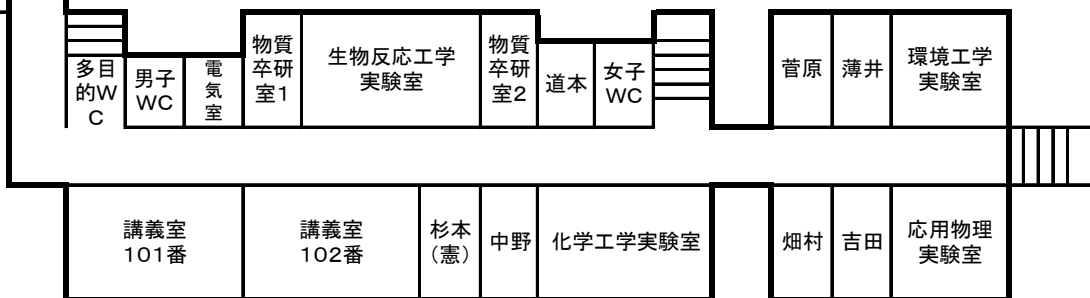 多目
的W
C
男子
WC
電
気
室
物質
卒研
室1
生物反応工学
実験室
物質
卒研
室2
道本
女子
WC
菅原
薄井
環境工学
実験室
講義室
101番
講義室
102番
杉本
（憲）
中野
化学工学実験室
畑村
吉田
応用物理
実験室